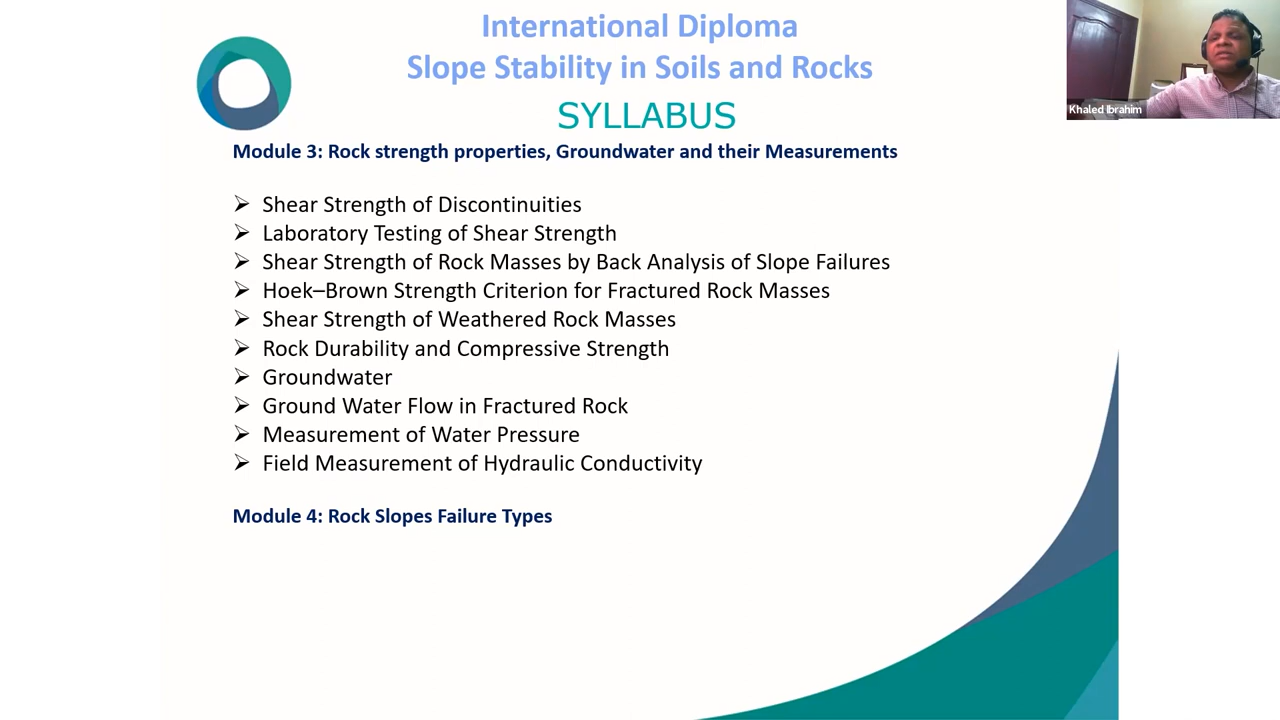 International Diploma
Slope Stability in Soils and Rocks
SYLLABUS
Khaled Ibrahim
Module 3: Rock strength properties, Groundwater and their Measurements
➢ Shear Strength of Discontinuities
➢ Laboratory Testing of Shear Strength
➢ Shear Strength of Rock Masses by Back Analysis of Slope Failures
➢ Hoek–Brown Strength Criterion for Fractured Rock Masses
➢ Shear Strength of Weathered Rock Masses
➢ Rock Durability and Compressive Strength
➢ Groundwater
➢ Ground Water Flow in Fractured Rock
➢ Measurement of Water Pressure
➢ Field Measurement of Hydraulic Conductivity
Module 4: Rock Slopes Failure Types